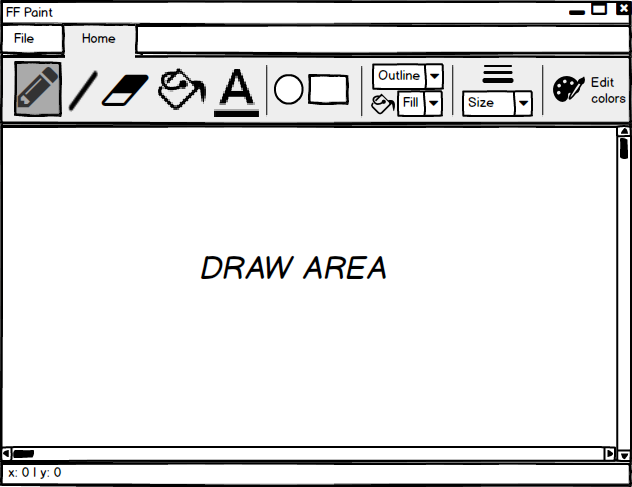 FF Paint
File
Home
A
Outline
Fill
Size
Edit
colors
DRAW AREA
x: 0 | y: 0